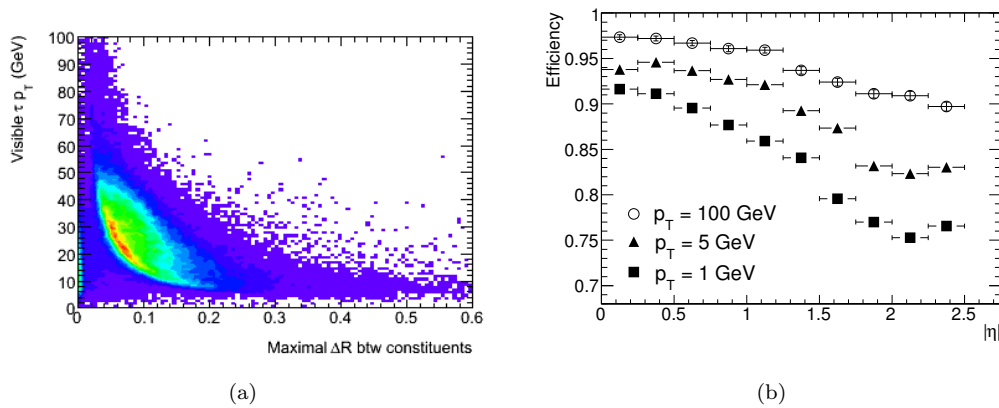 Visible τ p_T (GeV)
100
90
80
70
60
50
40
30
20
10
0
0 0.1 0.2 0.3 0.4 0.5 0.6
Maximal ΔR btw constituents
(a)
Efficiency
1
0.95
0.9
0.85
0.8
0.75
0.7
p_T = 100 GeV
p_T = 5 GeV
p_T = 1 GeV
0 0.5 1 1.5 2 2.5
|η|
(b)